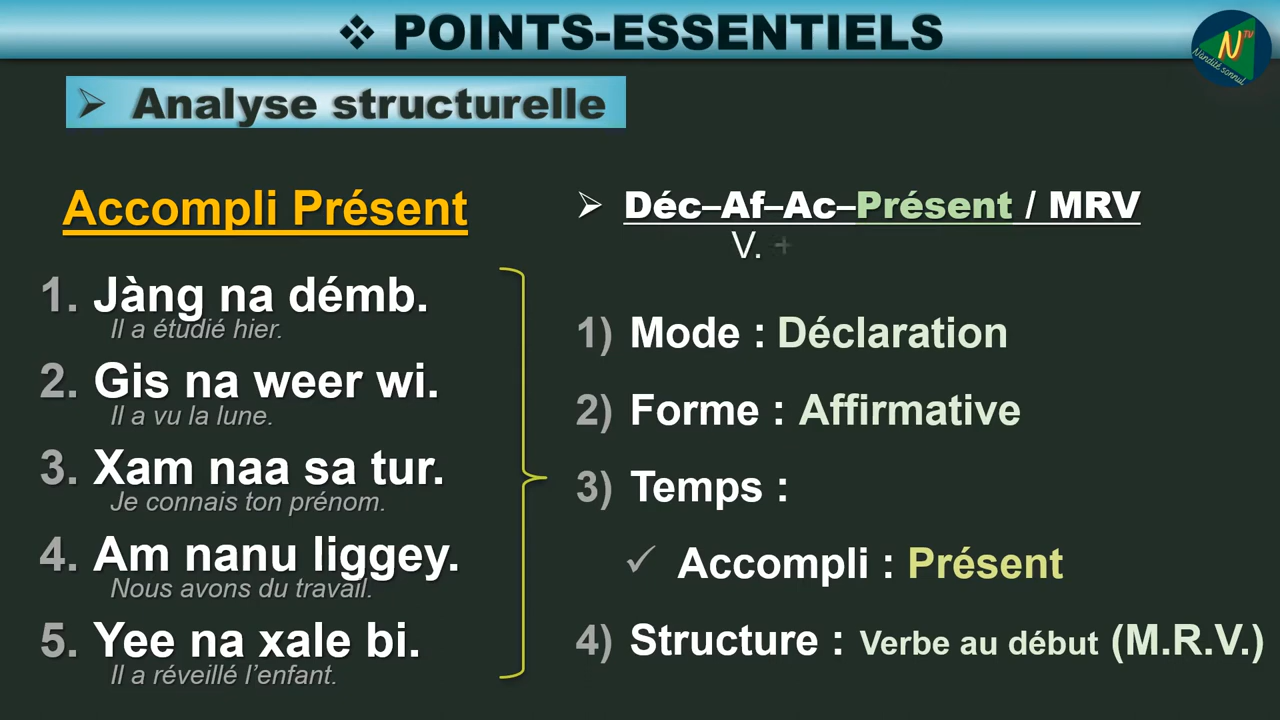 ❖ POINTS-ESSENTIELS
N TV
Nàndité sonnul
➢ Analyse structurelle
Accompli Présent
1. Jàng na démb.
Il a étudié hier.
2. Gis na weer wi.
Il a vu la lune.
3. Xam naa sa tur.
Je connais ton prénom.
4. Am nanu liggey.
Nous avons du travail.
5. Yee na xale bi.
Il a réveillé l’enfant.
➢ Déc–Af–Ac–Présent / MRV
V. +
1) Mode : Déclaration
2) Forme : Affirmative
3) Temps :
✓ Accompli : Présent
4) Structure : Verbe au début (M.R.V.)